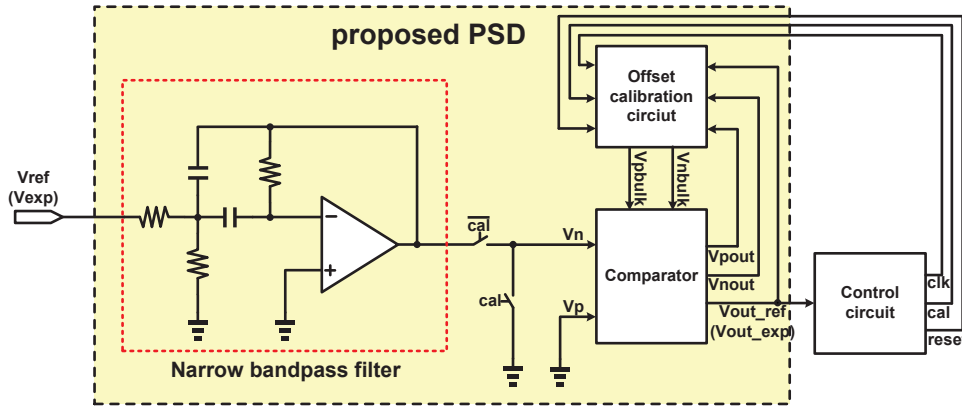 proposed PSD
Offset
calibration
circiut
Vpbulk
Vnbulk
Vref
(Vexp)
cal
Vn
Vpout
Vnout
Comparator
cal
Vp
Vout_ref
(Vout_exp)
Control
circuit
clk
cal
reset
Narrow bandpass filter